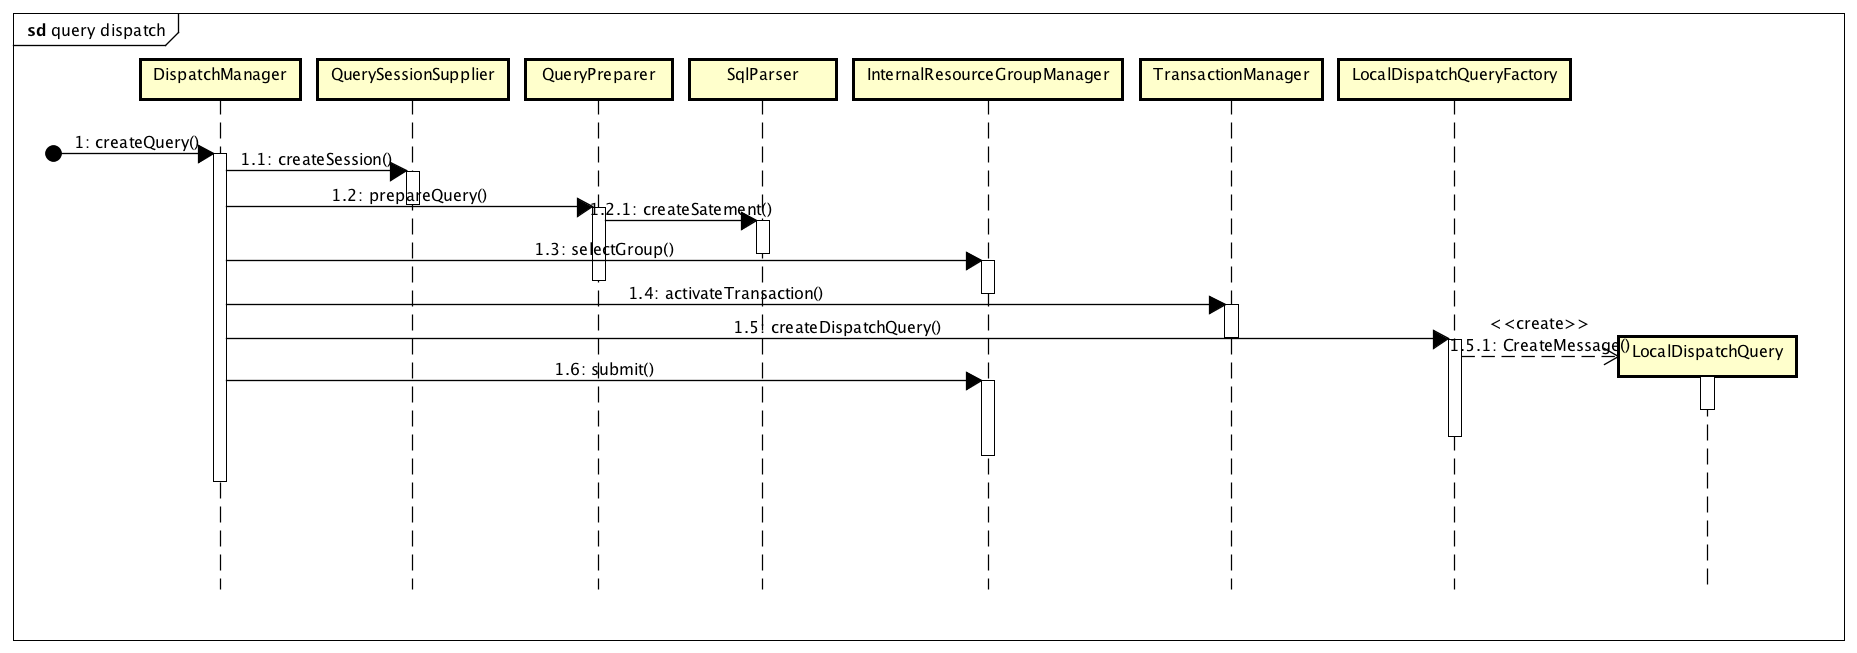 sd query dispatch
DispatchManager
QuerySessionSupplier
QueryPreparer
SqlParser
InternalResourceGroupManager
TransactionManager
LocalDispatchQueryFactory
1: createQuery()
1.1: createSession()
1.2: prepareQuery()
1.2.1: createSatement()
1.3: selectGroup()
1.4: activateTransaction()
1.5: createDispatchQuery()
<<create>>
1.5.1: CreateMessage()
LocalDispatchQuery
1.6: submit()